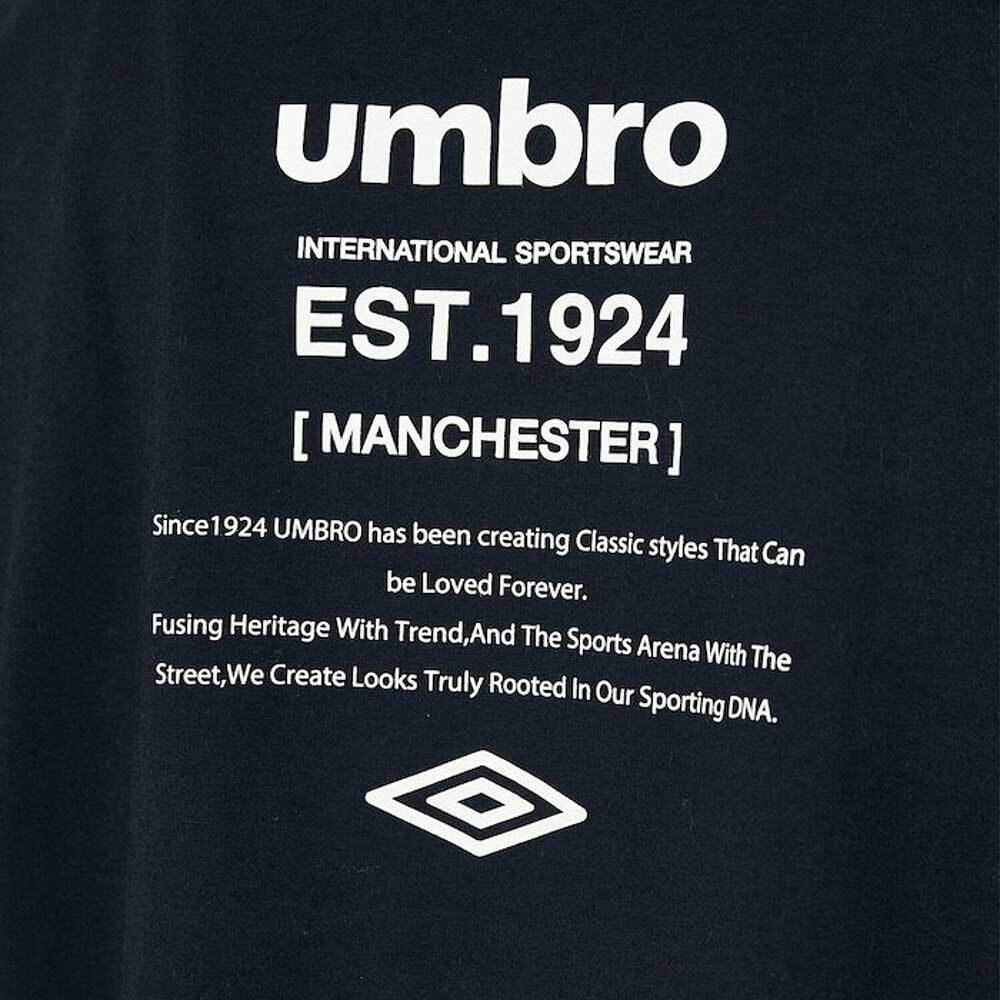 umbro
INTERNATIONAL SPORTSWEAR
EST.1924
[ MANCHESTER ]
Since1924 UMBRO has been creating Classic styles That Can
be Loved Forever.
Fusing Heritage With Trend,And The Sports Arena With The
Street,We Create Looks Truly Rooted In Our Sporting DNA.